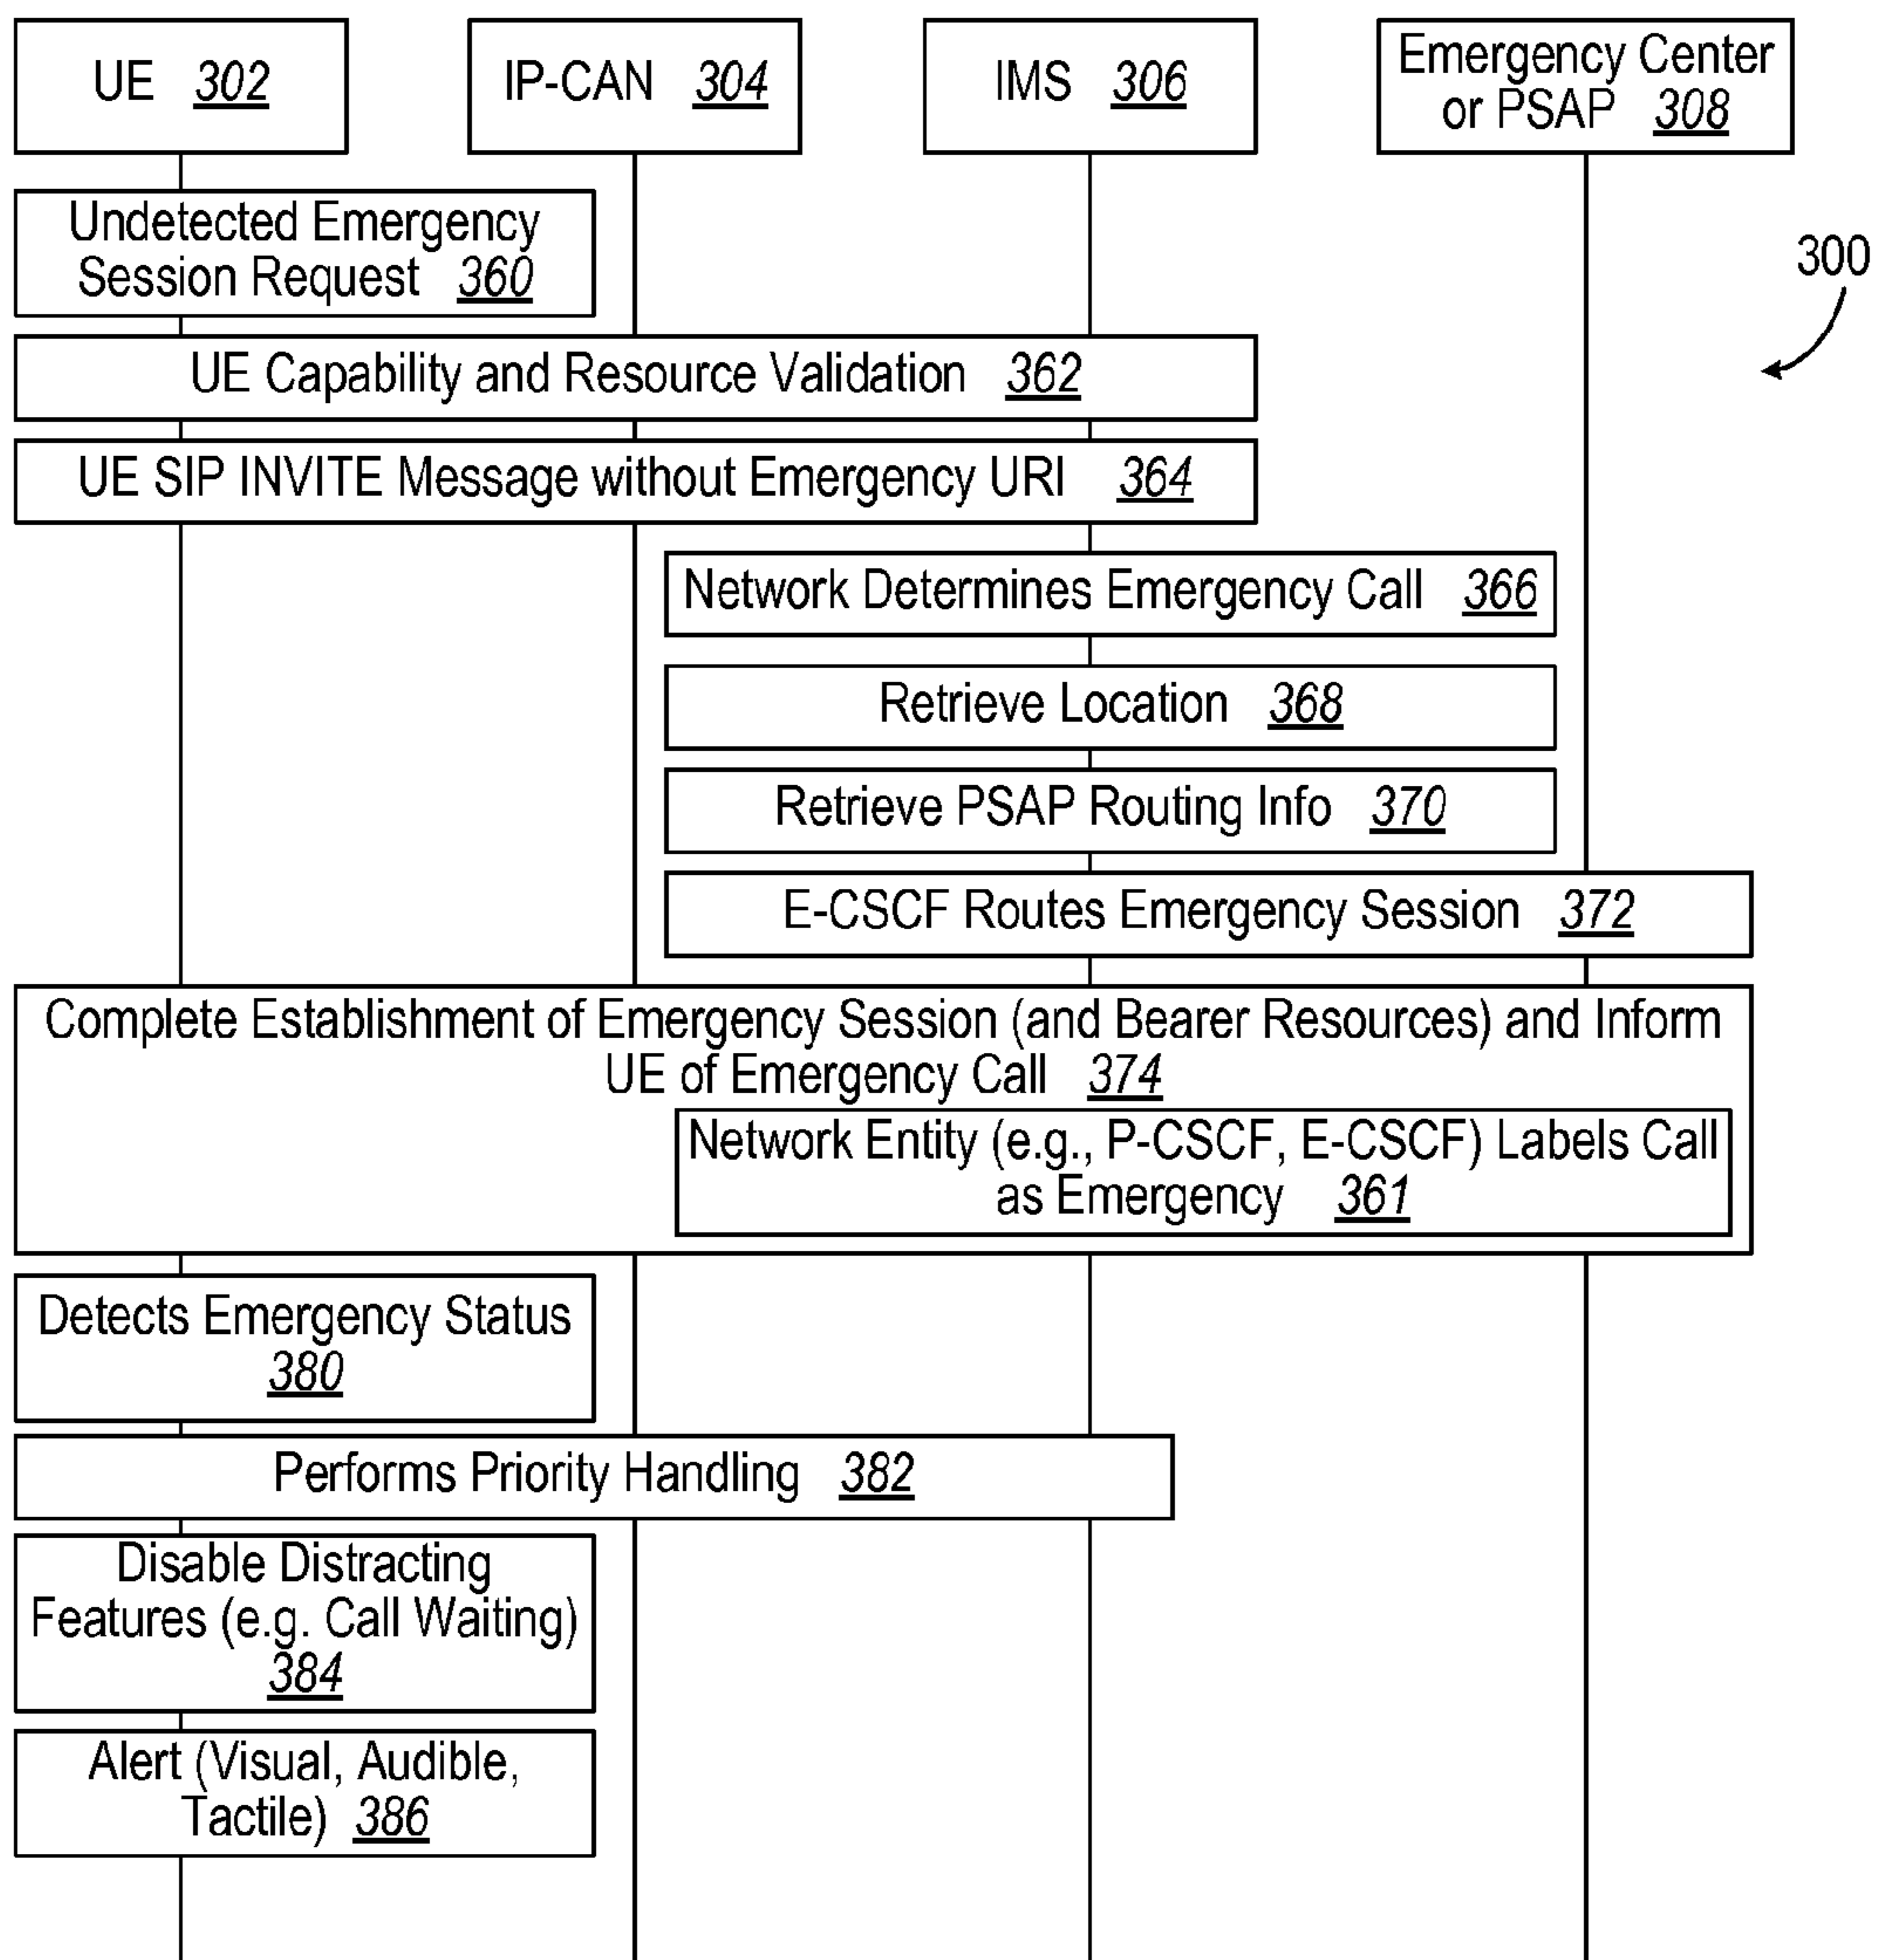 UE 302
IP-CAN 304
IMS 306
Emergency Center
or PSAP 308
Undetected Emergency
Session Request 360
300
UE Capability and Resource Validation 362
UE SIP INVITE Message without Emergency URI 364
Network Determines Emergency Call 366
Retrieve Location 368
Retrieve PSAP Routing Info 370
E-CSCF Routes Emergency Session 372
Complete Establishment of Emergency Session (and Bearer Resources) and Inform
UE of Emergency Call 374
Network Entity (e.g., P-CSCF, E-CSCF) Labels Call
as Emergency 361
Detects Emergency Status
380
Performs Priority Handling 382
Disable Distracting
Features (e.g. Call Waiting)
384
Alert (Visual, Audible,
Tactile) 386